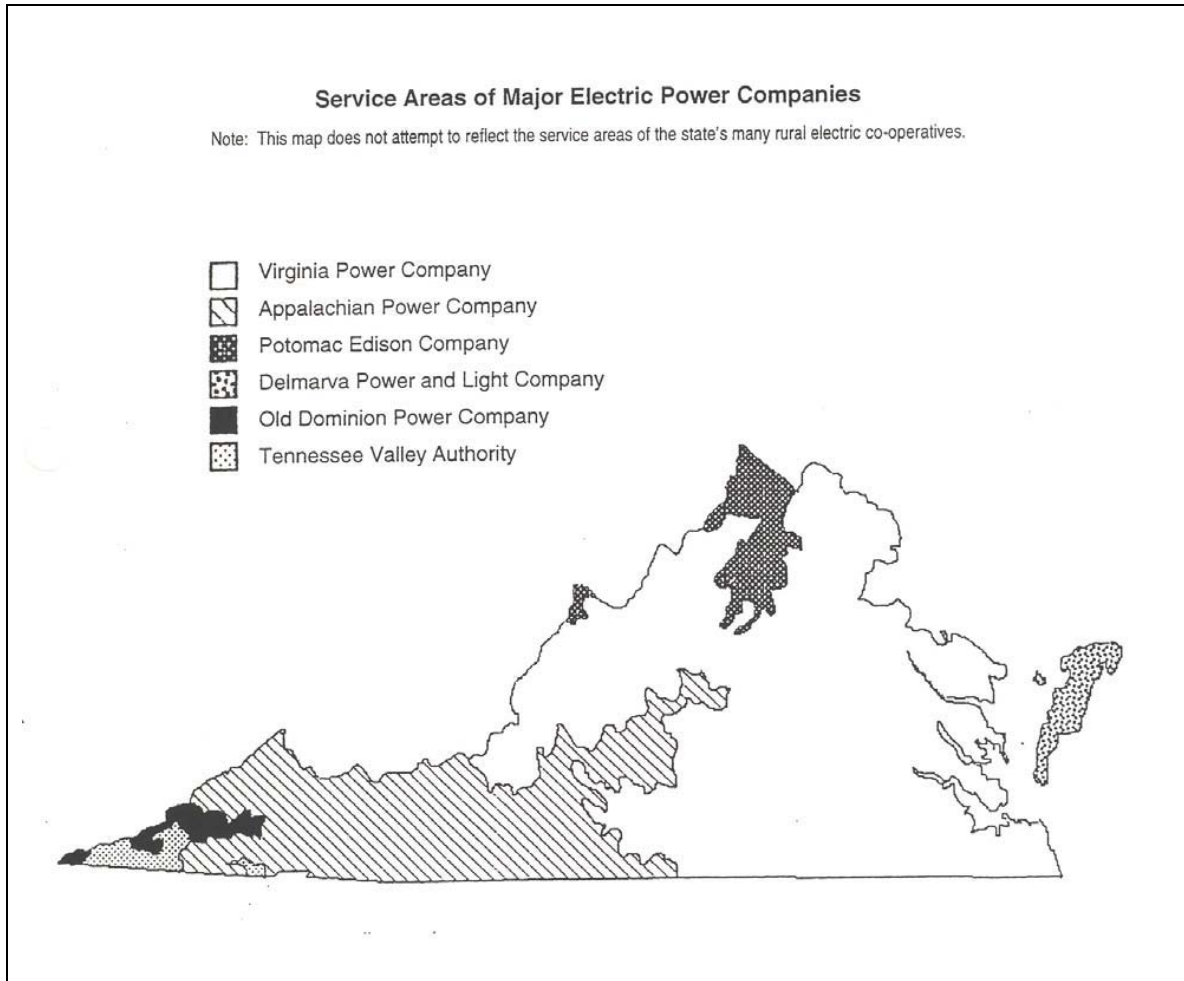 Service Areas of Major Electric Power Companies
Note: This map does not attempt to reflect the service areas of the state's many rural electric co-operatives.
Virginia Power Company
Appalachian Power Company
Potomac Edison Company
Delmarva Power and Light Company
Old Dominion Power Company
Tennessee Valley Authority